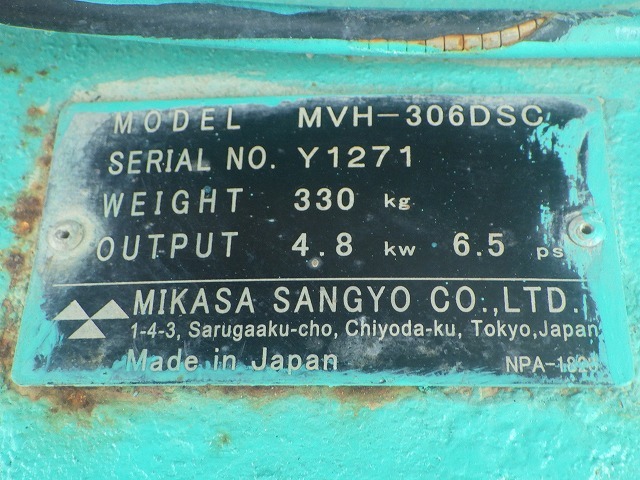 MODEL MVH-306DSC
SERIAL NO. Y1271
WEIGHT 330 kg
OUTPUT 4.8 kw 6.5 ps
MIKASA SANGYO CO.,LTD.
1-4-3, Sarugaaku-cho, Chiyoda-ku, Tokyo,Japan
Made in Japan